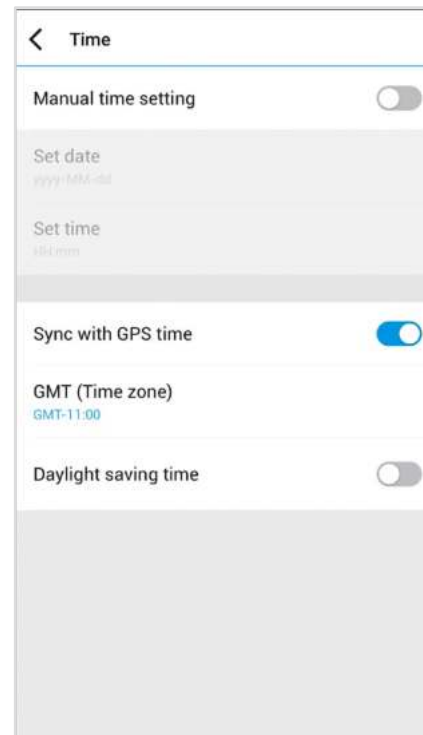 Time
Manual time setting
Set date
yyyy-MM-dd
Set time
HH:mm
Sync with GPS time
GMT (Time zone)
GMT-11:00
Daylight saving time